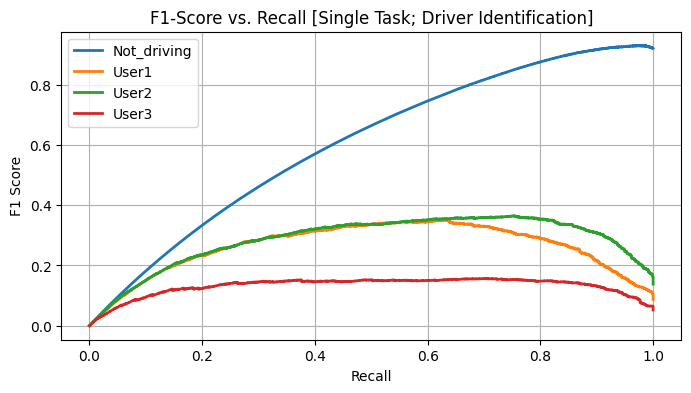 F1-Score vs. Recall [Single Task; Driver Identification]
Not_driving
User1
User2
User3
F1 Score
0.8
0.6
0.4
0.2
0.0
0.0 0.2 0.4 0.6 0.8 1.0
Recall